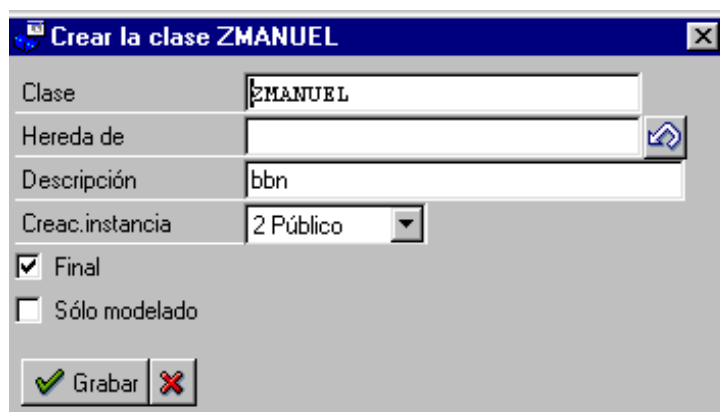 Crear la clase ZMANUEL
Clase ZMANUEL
Hereda de
Descripción bbn
Creac.instancia 2 Público
Final
Sólo modelado
Grabar